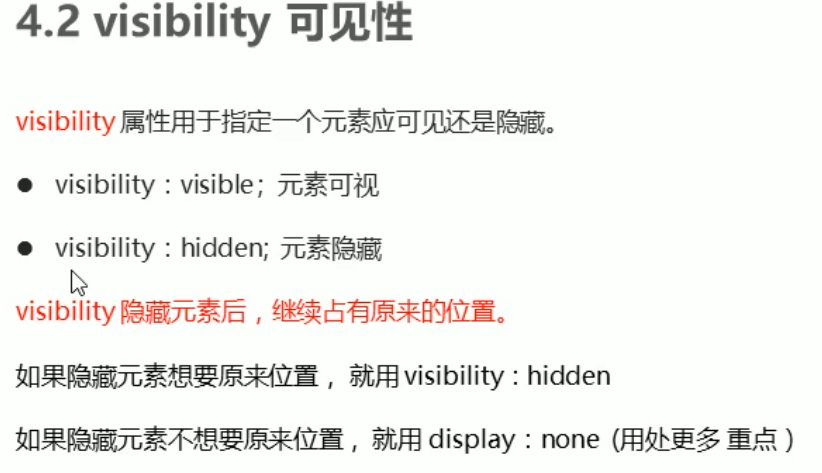 4.2 visibility 可见性
visibility 属性用于指定一个元素应可见还是隐藏。
● visibility：visible； 元素可视
● visibility：hidden; 元素隐藏
visibility 隐藏元素后，继续占有原来的位置。
如果隐藏元素想要原来位置， 就用 visibility：hidden
如果隐藏元素不想要原来位置， 就用 display：none (用处更多 重点）